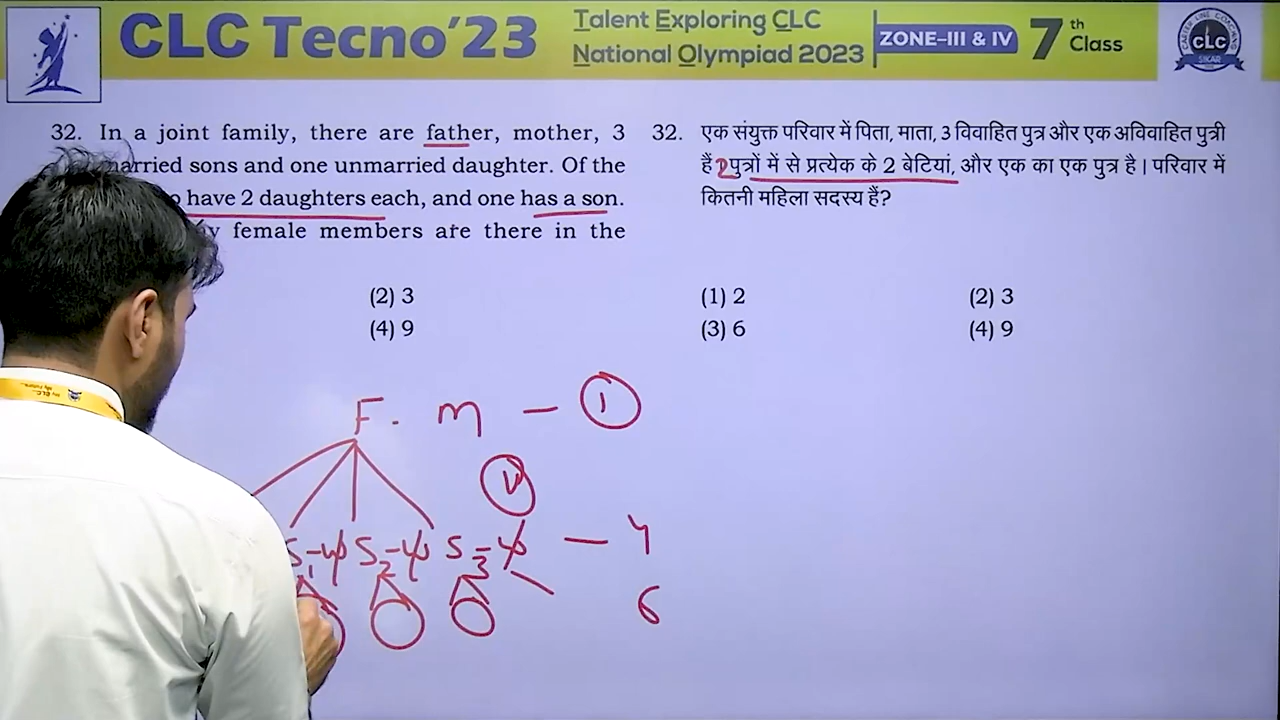 CLC Tecno'23
Talent Exploring CLC
National Olympiad 2023
ZONE–III & IV
7th Class
CLC
SIKAR
32. In a joint family, there are father, mother, 3
married sons and one unmarried daughter. Of the
have 2 daughters each, and one has a son.
female members are there in the
(2) 3
(4) 9
32. एक संयुक्त परिवार में पिता, माता, 3 विवाहित पुत्र और एक अविवाहित पुत्री
हैं 2 पुत्रों में से प्रत्येक के 2 बेटियां, और एक का एक पुत्र है। परिवार में
कितनी महिला सदस्य हैं?
(1) 2
(2) 3
(3) 6
(4) 9
F. m – 1
S1 S2 S3 – 4
6